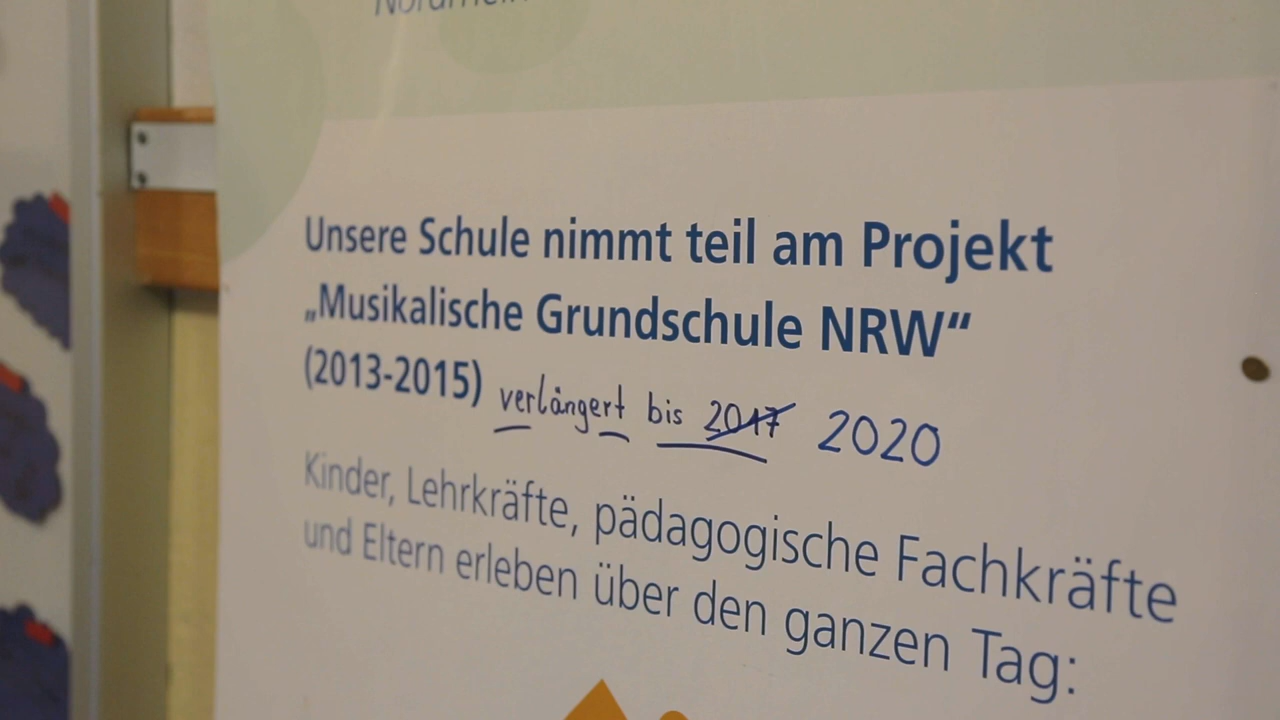 Unsere Schule nimmt teil am Projekt
„Musikalische Grundschule NRW“
(2013-2015) verlängert bis 2017 2020
Kinder, Lehrkräfte, pädagogische Fachkräfte
und Eltern erleben über den ganzen Tag: